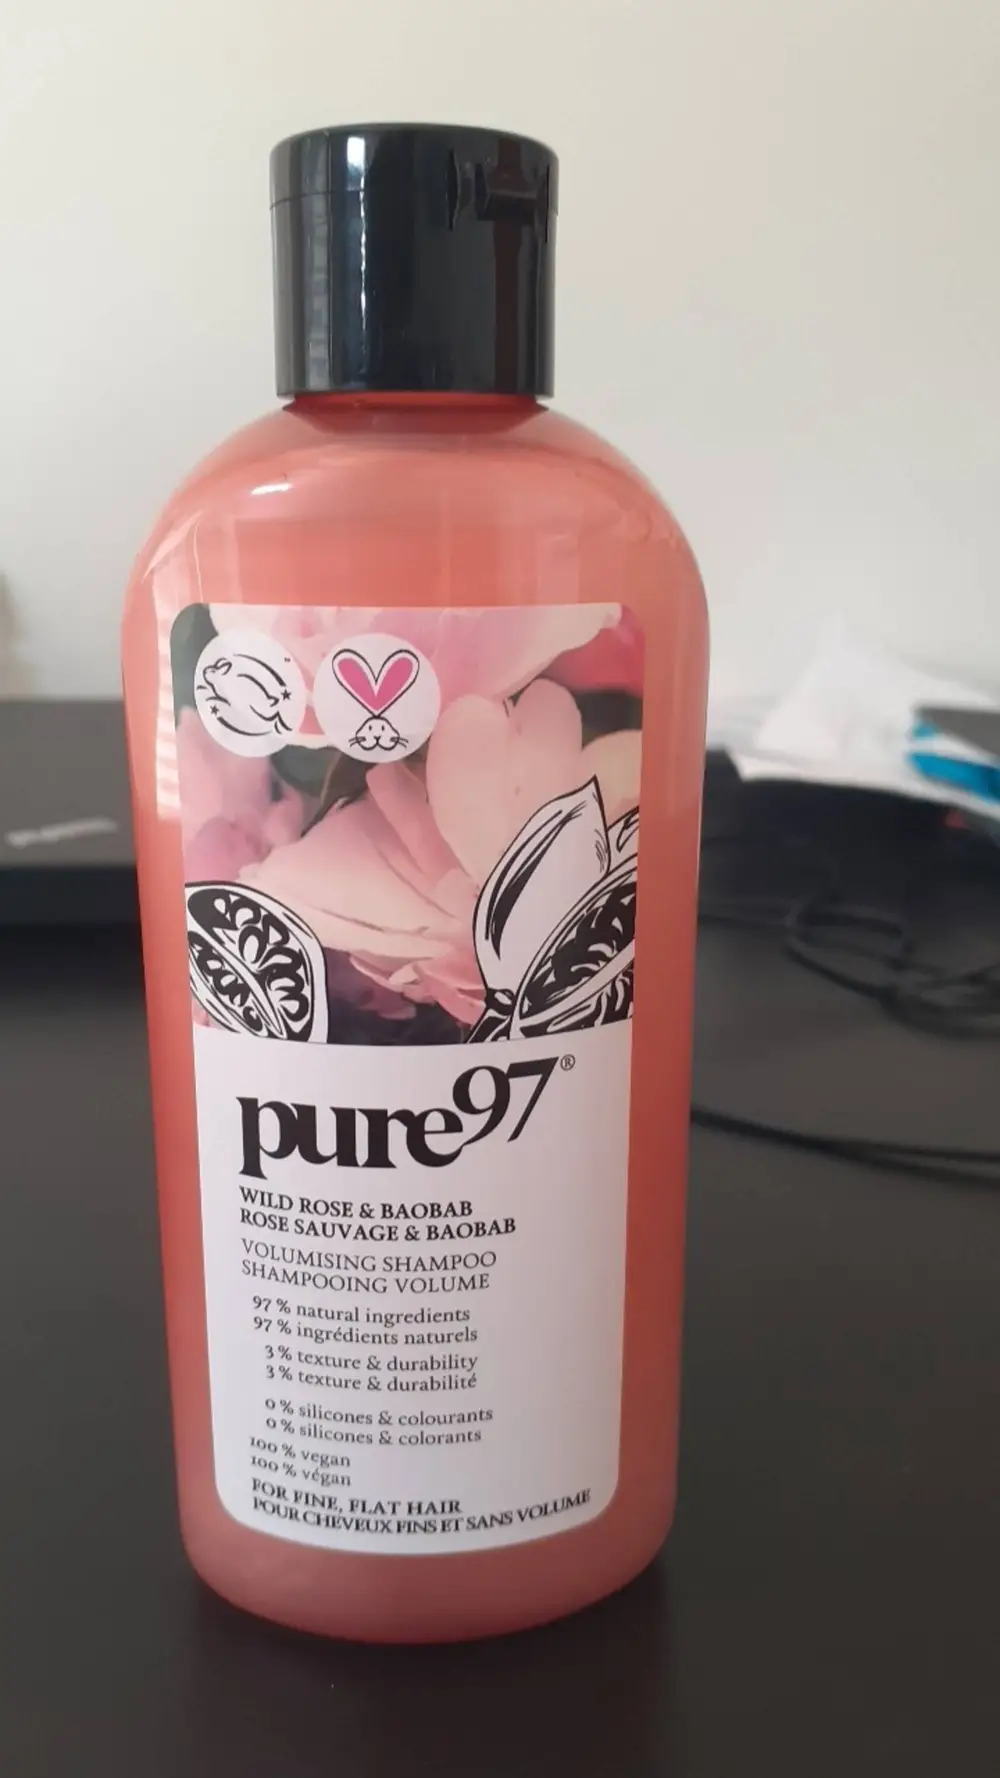 pure97®
WILD ROSE & BAOBAB
ROSE SAUVAGE & BAOBAB
VOLUMISING SHAMPOO
SHAMPOOING VOLUME
97 % natural ingredients
97 % ingrédients naturels
3 % texture & durability
3 % texture & durabilité
0 % silicones & colourants
0 % silicones & colorants
100 % vegan
100 % végan
FOR FINE, FLAT HAIR
POUR CHEVEUX FINS ET SANS VOLUME